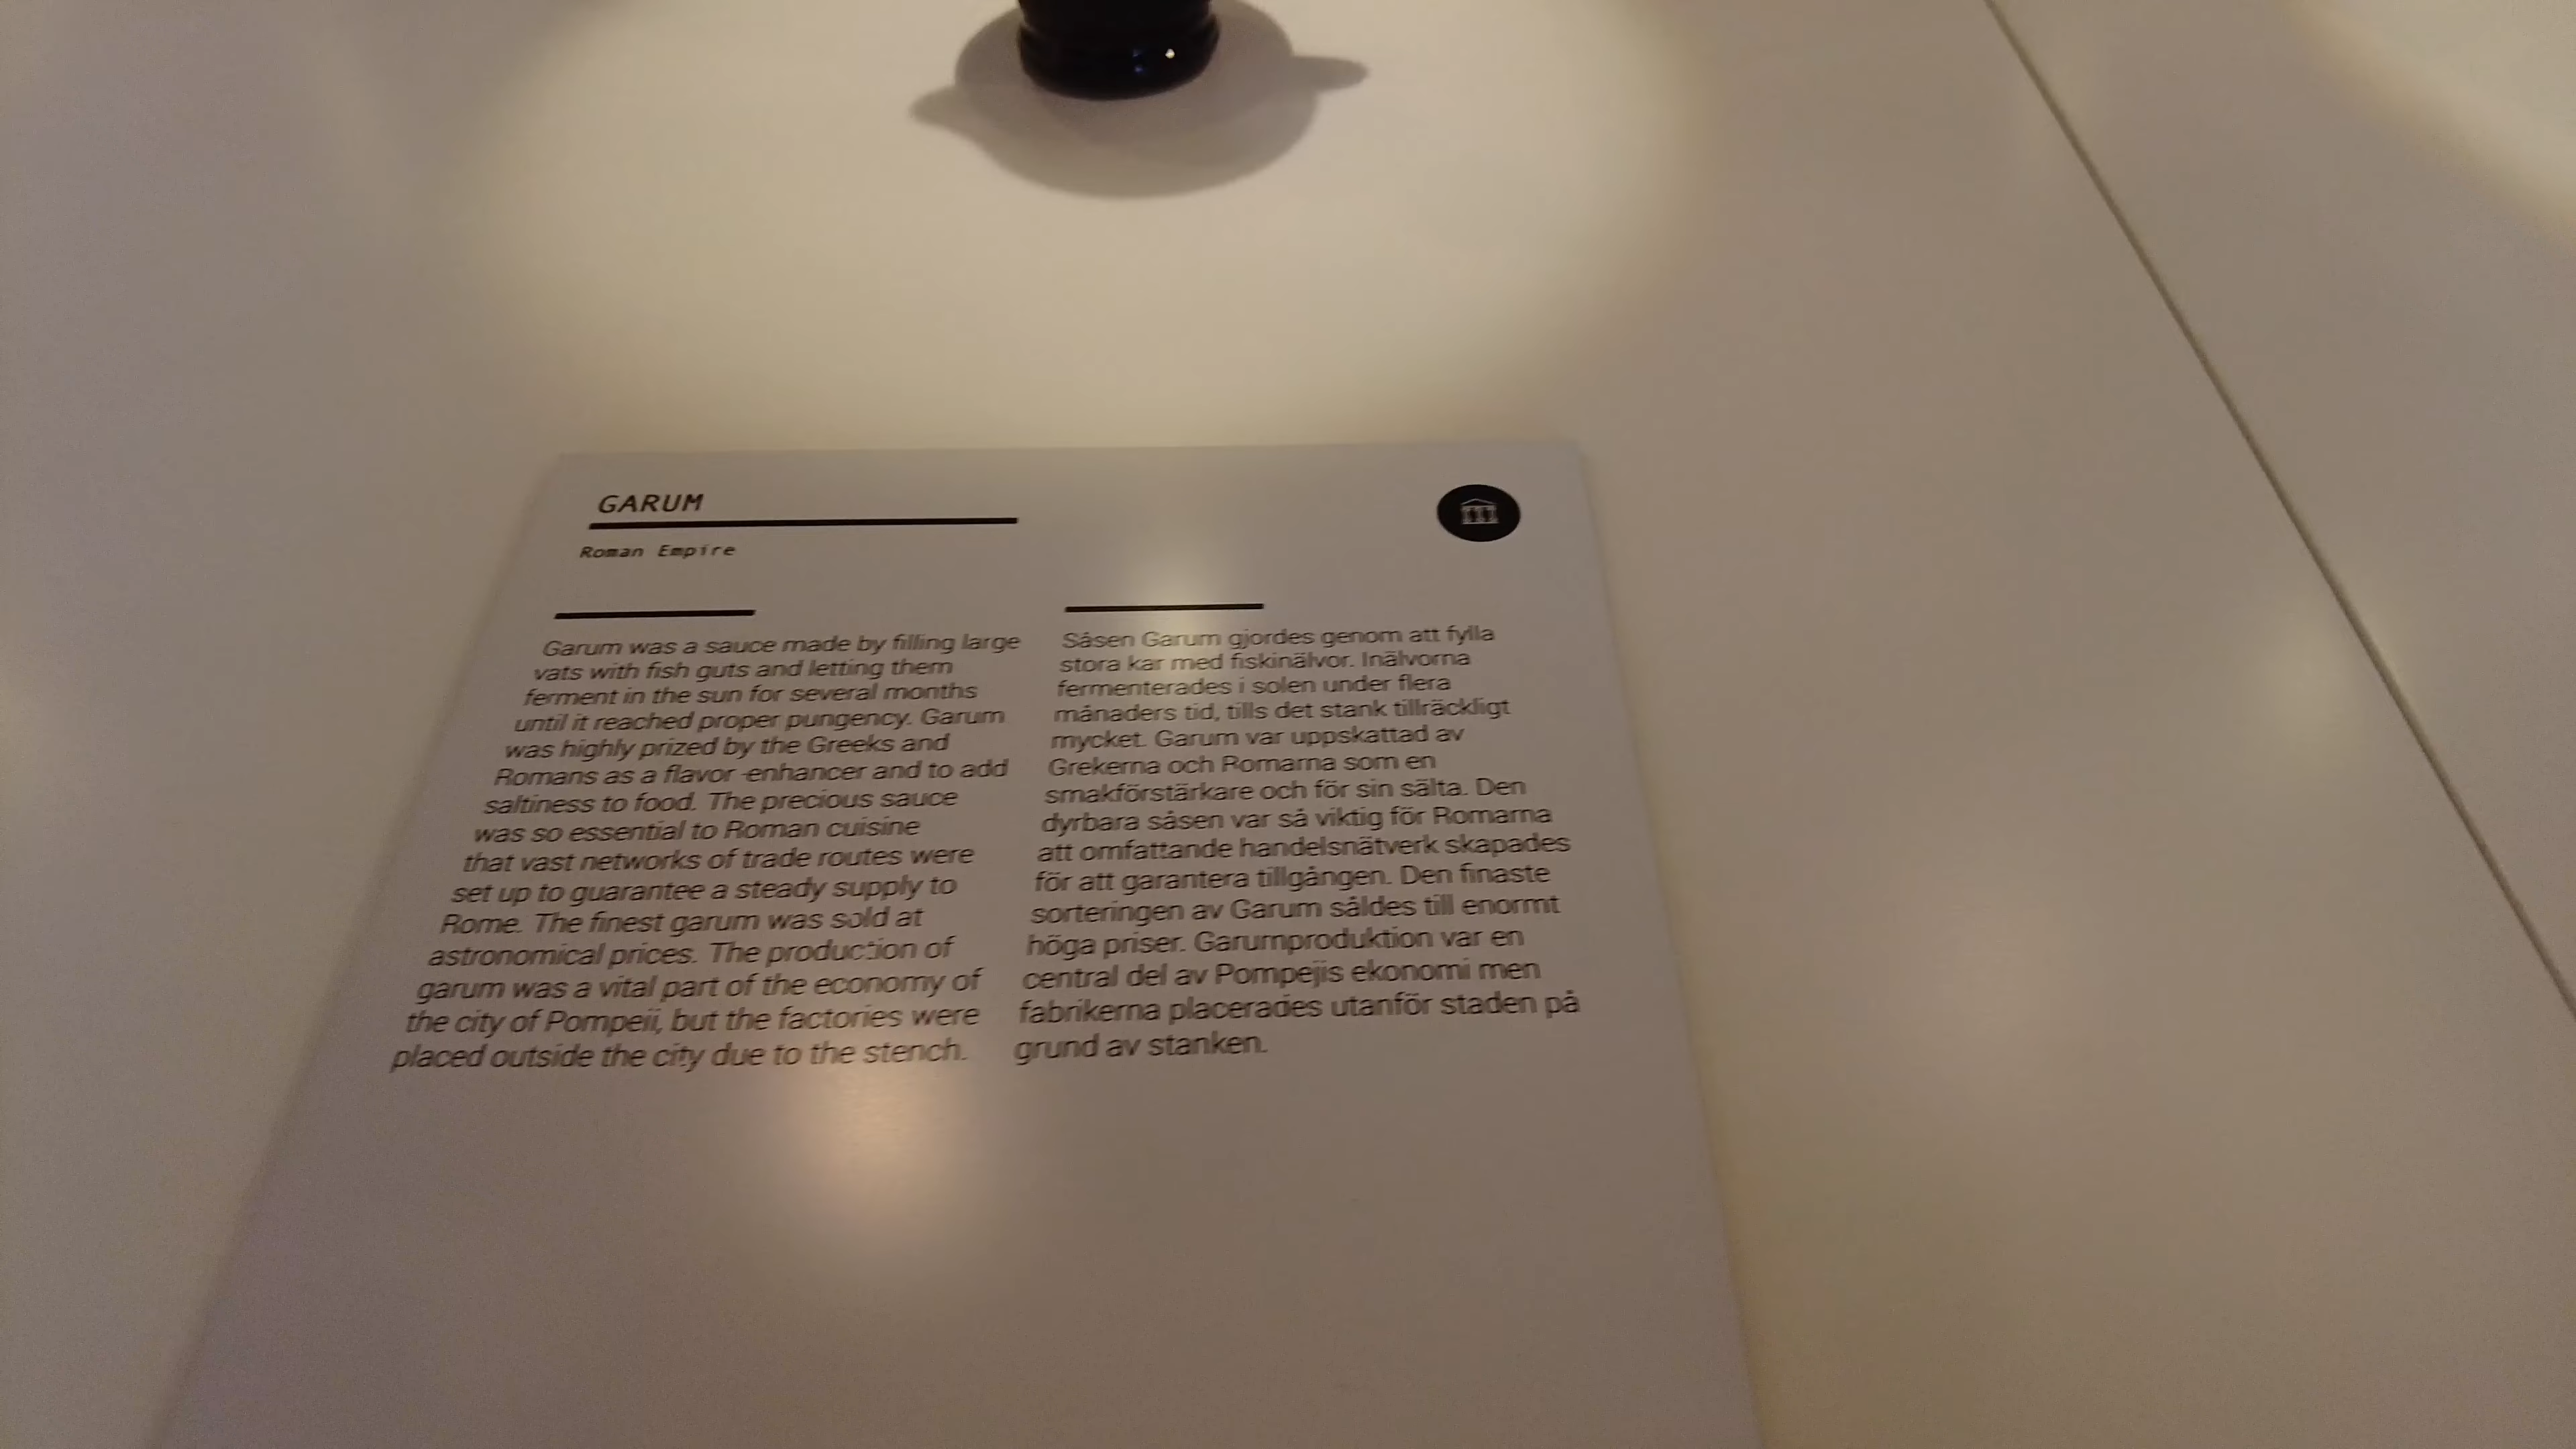 GARUM
Roman Empire
Garum was a sauce made by filling large
vats with fish guts and letting them
ferment in the sun for several months
until it reached proper pungency. Garum
was highly prized by the Greeks and
Romans as a flavor -enhancer and to add
saltiness to food. The precious sauce
was so essential to Roman cuisine
that vast networks of trade routes were
set up to guarantee a steady supply to
Rome. The finest garum was sold at
astronomical prices. The production of
garum was a vital part of the economy of
the city of Pompeii, but the factories were
placed outside the city due to the stench.
Såsen Garum gjordes genom att fylla
stora kar med fiskinälvor. Inälvorna
fermenterades i solen under flera
månaders tid, tills det stank tillräckligt
mycket. Garum var uppskattad av
Grekerna och Romarna som en
smakförstärkare och för sin sälta. Den
dyrbara såsen var så viktig för Romarna
att omfattande handelsnätverk skapades
för att garantera tillgången. Den finaste
sorteringen av Garum såldes till enormt
höga priser. Garumproduktion var en
central del av Pompejis ekonomi men
fabrikerna placerades utanför staden på
grund av stanken.